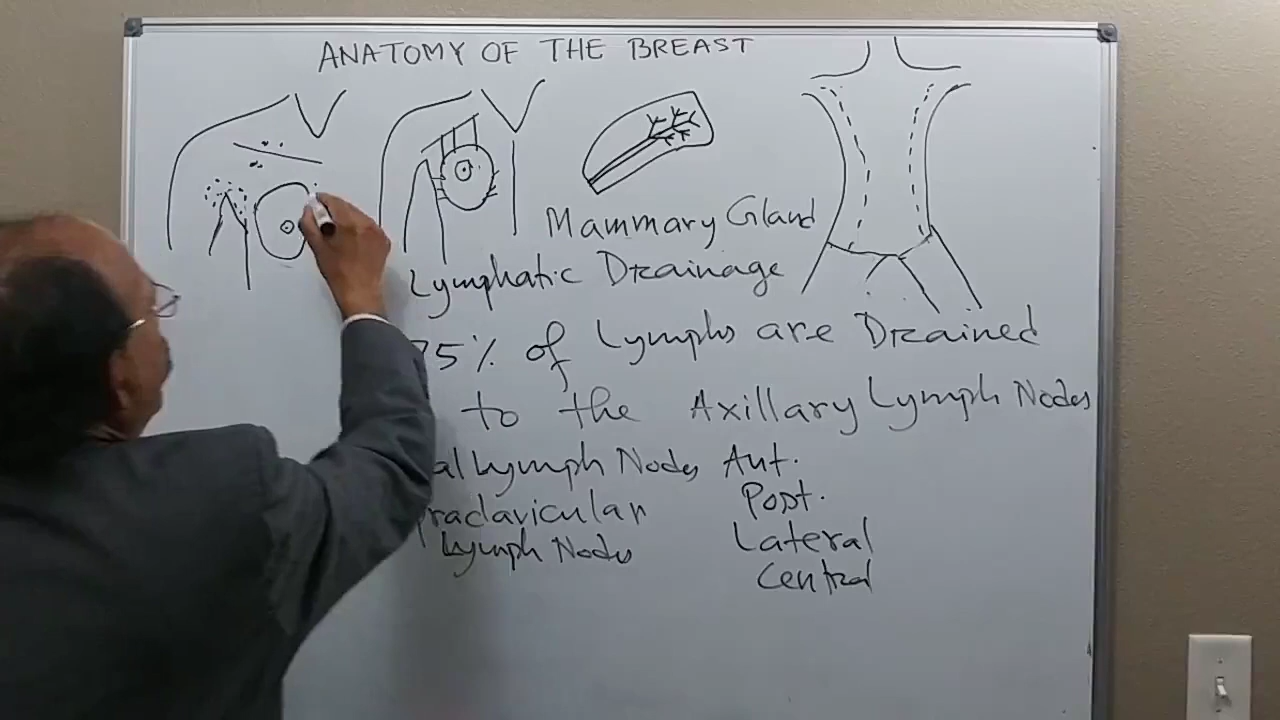 ANATOMY OF THE BREAST
Mammary Gland
Lymphatic Drainage
75% of Lymphs are Drained
to the Axillary Lymph Nodes
Lymph Nodes Ant.
Post.
Lymph Nodes Lateral
Central